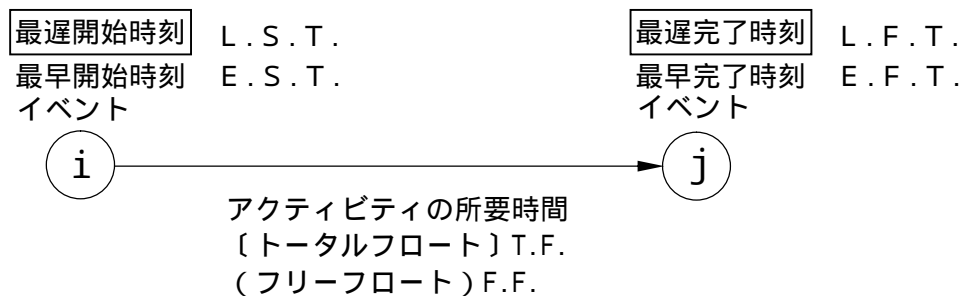 最遅開始時刻 L.S.T.
最遅完了時刻 L.F.T.
最早開始時刻 E.S.T.
最早完了時刻 E.F.T.
イベント
イベント
i
j
アクティビティの所要時間
〔トータルフロート〕T.F.
(フリーフロート)F.F.